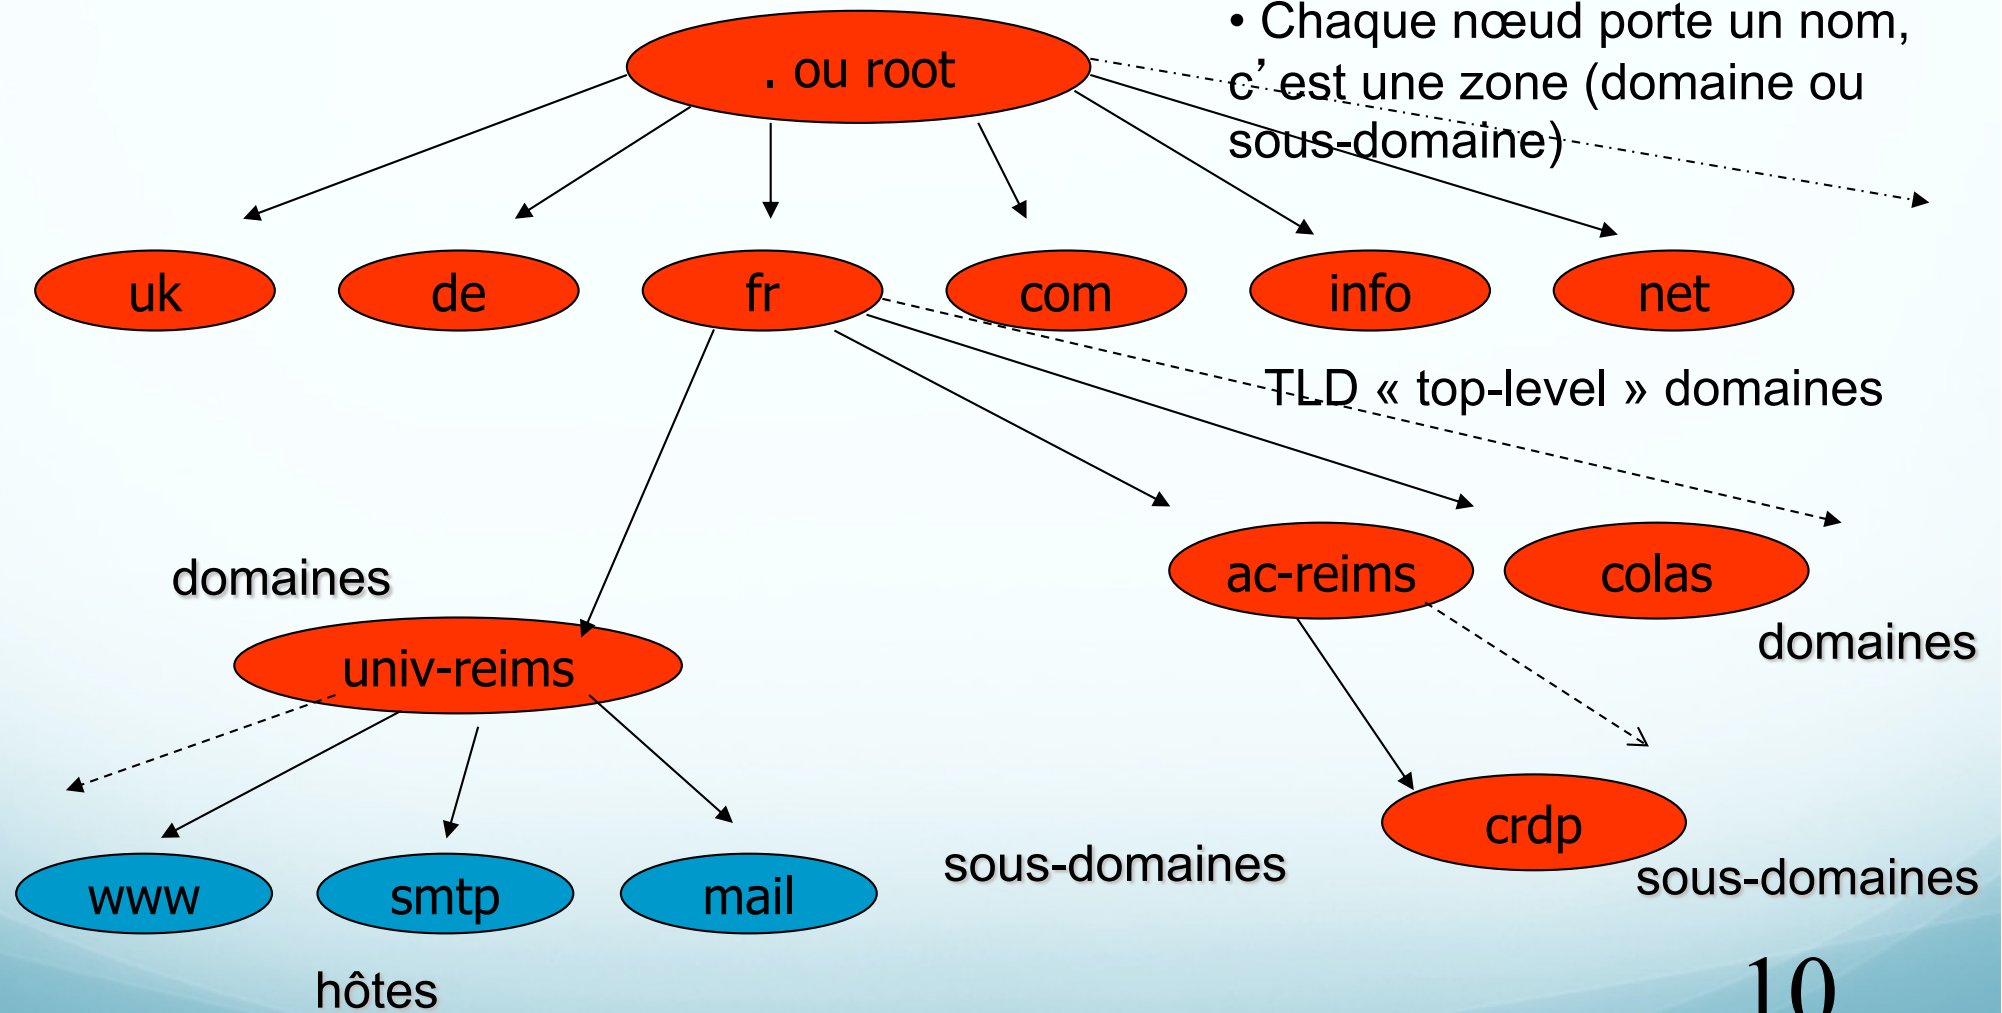 • Chaque nœud porte un nom,
c’est une zone (domaine ou
sous-domaine)
. ou root
uk
de
fr
com
info
net
TLD « top-level » domaines
domaines
univ-reims
ac-reims
colas
domaines
crdp
sous-domaines
sous-domaines
www
smtp
mail
hôtes
10